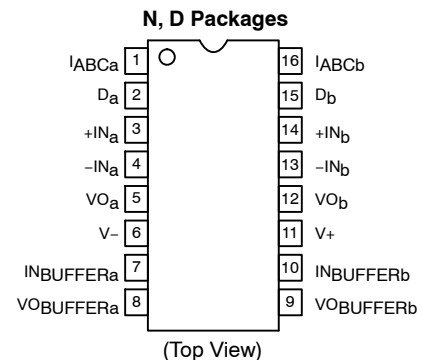 N, D Packages
IABCa 1 16 IABCb
Da 2 15 Db
+INa 3 14 +INb
−INa 4 13 −INb
VOa 5 12 VOb
V− 6 11 V+
INBUFFERa 7 10 INBUFFERb
VOBUFFERa 8 9 VOBUFFERb
(Top View)